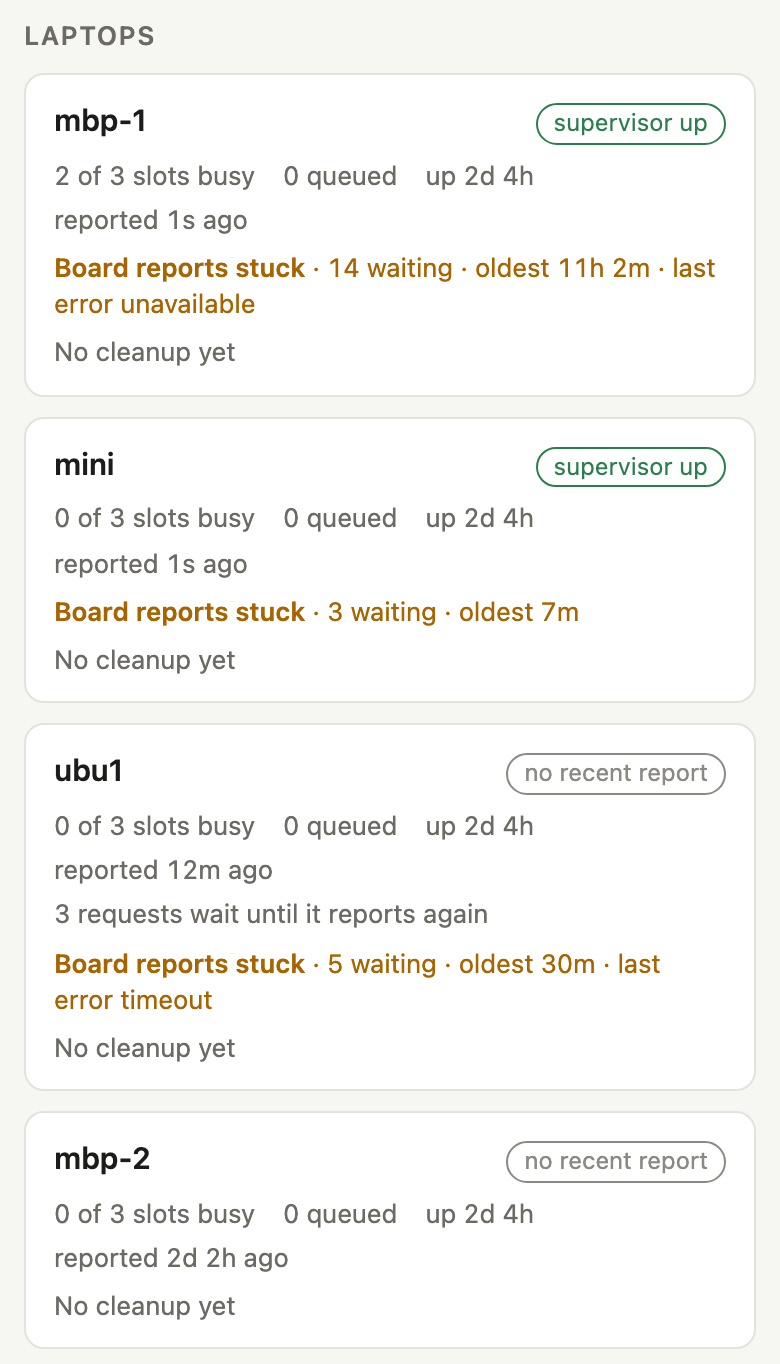 LAPTOPS
mbp-1
supervisor up
2 of 3 slots busy 0 queued up 2d 4h
reported 1s ago
Board reports stuck · 14 waiting · oldest 11h 2m · last
error unavailable
No cleanup yet
mini
supervisor up
0 of 3 slots busy 0 queued up 2d 4h
reported 1s ago
Board reports stuck · 3 waiting · oldest 7m
No cleanup yet
ubu1
no recent report
0 of 3 slots busy 0 queued up 2d 4h
reported 12m ago
3 requests wait until it reports again
Board reports stuck · 5 waiting · oldest 30m · last
error timeout
No cleanup yet
mbp-2
no recent report
0 of 3 slots busy 0 queued up 2d 4h
reported 2d 2h ago
No cleanup yet